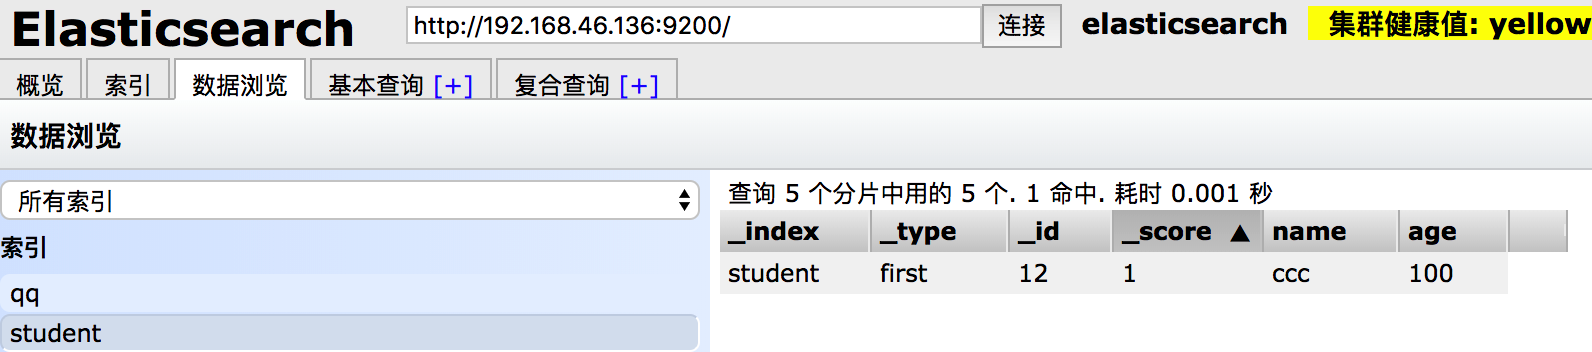 Elasticsearch http://192.168.46.136:9200/ 连接 elasticsearch 集群健康值: yellow
概览 索引 数据浏览 基本查询 [+] 复合查询 [+]
数据浏览
所有索引
索引
qq
student
查询 5 个分片中用的 5 个. 1 命中. 耗时 0.001 秒
_index _type _id _score ▲ name age
student first 12 1 ccc 100